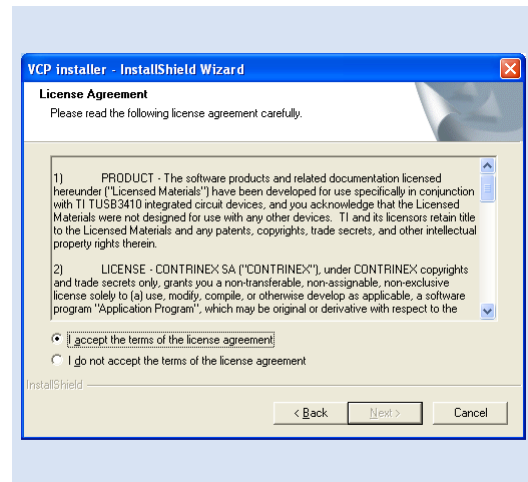 VCP installer - InstallShield Wizard
License Agreement
Please read the following license agreement carefully.
1) PRODUCT - The software products and related documentation licensed
hereunder ("Licensed Materials") have been developed for use specifically in conjunction
with TI TUSB3410 integrated circuit devices, and you acknowledge that the Licensed
Materials were not designed for use with any other devices. TI and its licensors retain title
to the Licensed Materials and any patents, copyrights, trade secrets, and other intellectual
property rights therein.
2) LICENSE - CONTRINEX SA ("CONTRINEX"), under CONTRINEX copyrights
and trade secrets only, grants you a non-transferable, non-assignable, non-exclusive
license solely to (a) use, modify, compile, or otherwise develop as applicable, a software
program "Application Program", which may be original or derivative with respect to the
I accept the terms of the license agreement
I do not accept the terms of the license agreement
InstallShield
< Back Next > Cancel